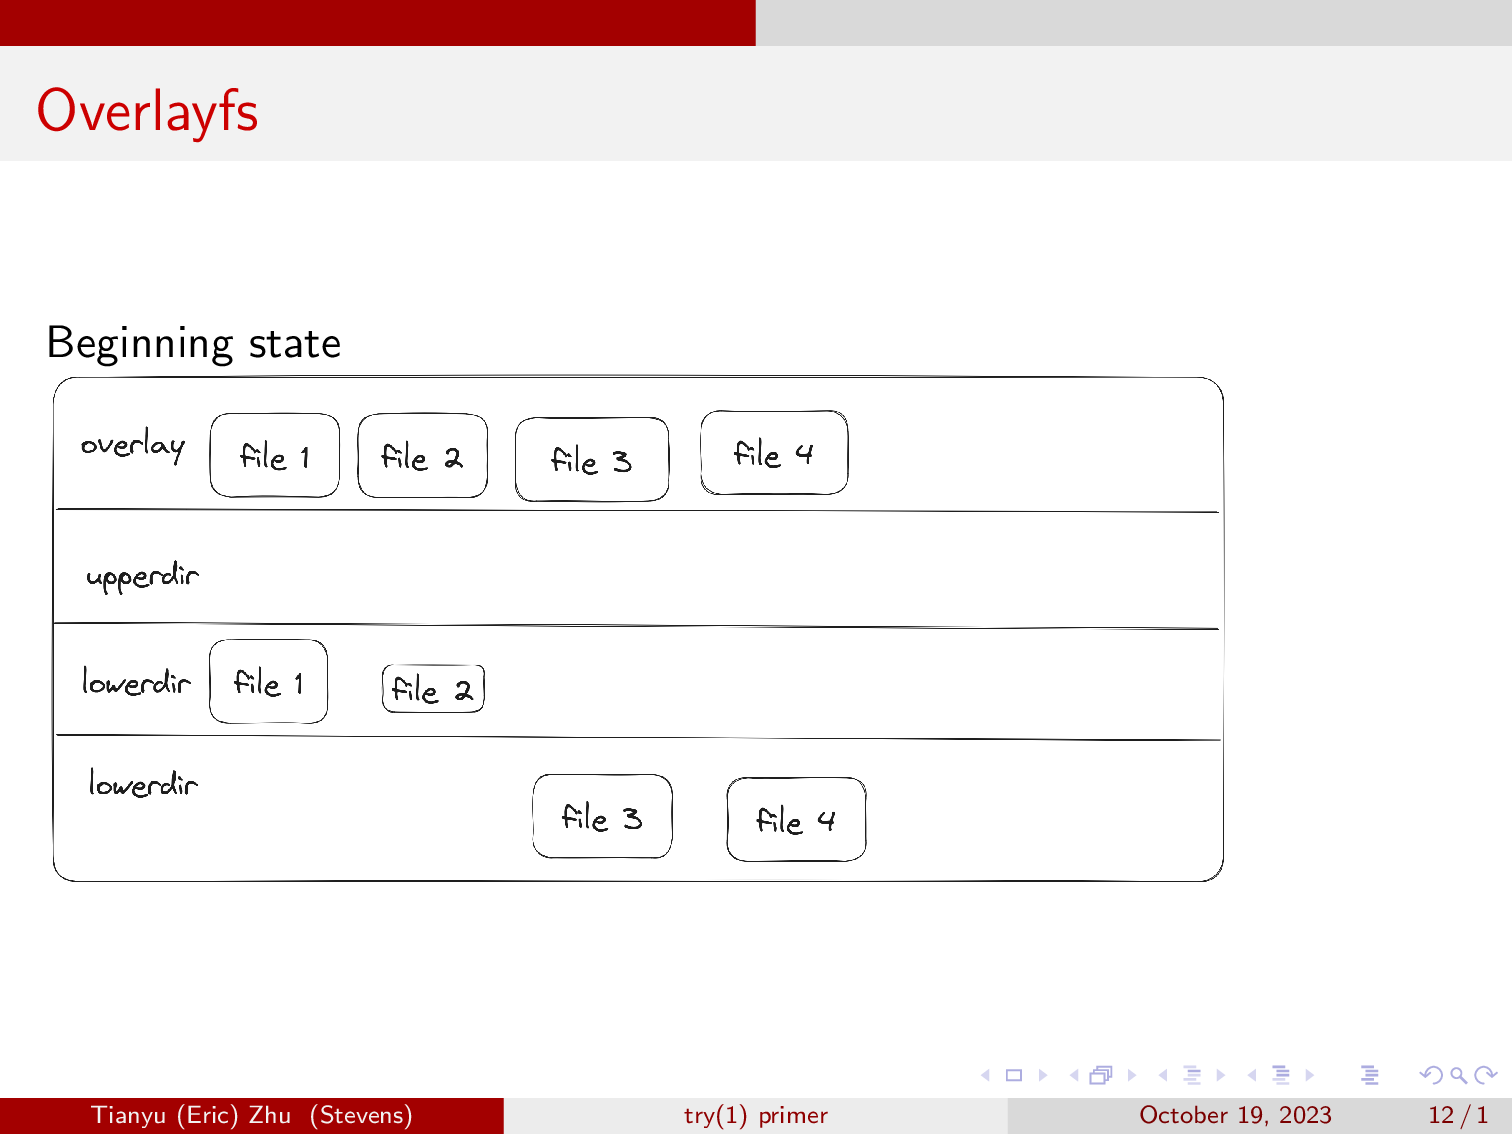 Overlayfs
Beginning state
overlay file 1 file 2 file 3 file 4
upperdir
lowerdir file 1 file 2
lowerdir file 3 file 4
Tianyu (Eric) Zhu (Stevens) try(1) primer October 19, 2023 12 / 1